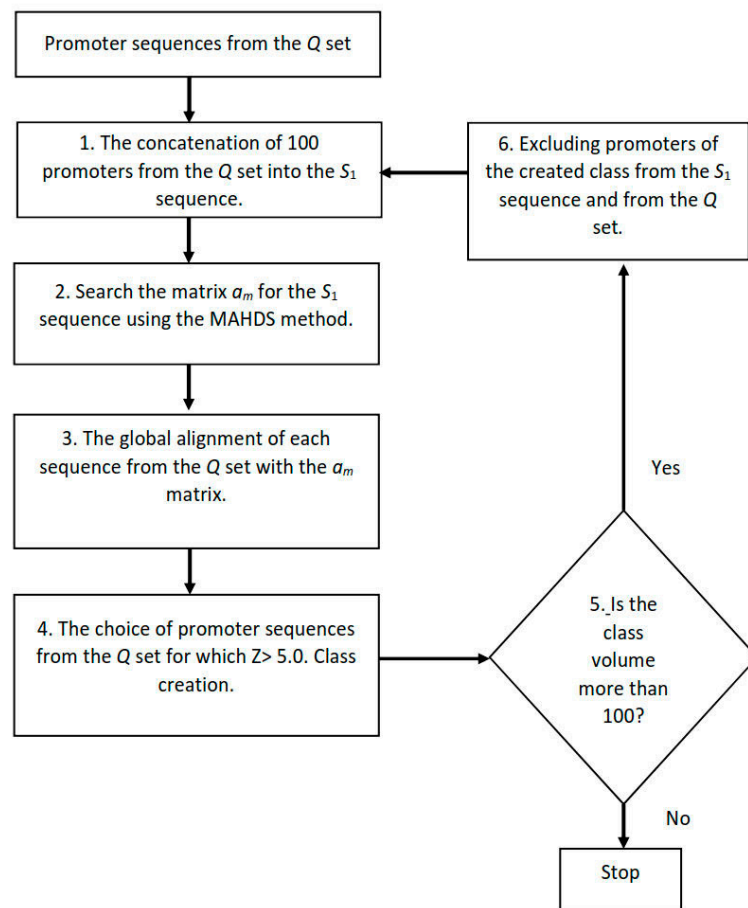 Promoter sequences from the Q set
1. The concatenation of 100
promoters from the Q set into the S₁
sequence.
2. Search the matrix aₘ for the S₁
sequence using the MAHDS method.
3. The global alignment of each
sequence from the Q set with the aₘ
matrix.
4. The choice of promoter sequences
from the Q set for which Z> 5.0. Class
creation.
5. Is the
class
volume
more than
100?
Yes
6. Excluding promoters of
the created class from the S₁
sequence and from the Q
set.
No
Stop